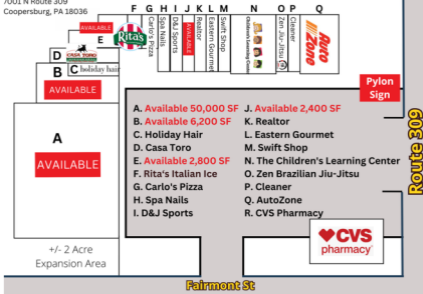 7001 N Route 309
Coopersburg, PA 18036
F G H I J K L M N O P Q
AVAILABLE
E
Rita's
Carlo's Pizza
Spa Nails
D&J Sports
AVAILABLE
Realtor
Eastern Gourmet
Swift Shop
Children's Learning Center
Zen Jiu-Jitsu
Cleaner
Auto Zone
D CASA TORO
B C holiday hair
AVAILABLE
A
AVAILABLE
Pylon
Sign
A. Available 50,000 SF
B. Available 6,200 SF
C. Holiday Hair
D. Casa Toro
E. Available 2,800 SF
F. Rita's Italian Ice
G. Carlo's Pizza
H. Spa Nails
I. D&J Sports
J. Available 2,400 SF
K. Realtor
L. Eastern Gourmet
M. Swift Shop
N. The Children's Learning Center
O. Zen Brazilian Jiu-Jitsu
P. Cleaner
Q. AutoZone
R. CVS Pharmacy
Route 309
CVS
pharmacy
+/- 2 Acre
Expansion Area
Fairmont St